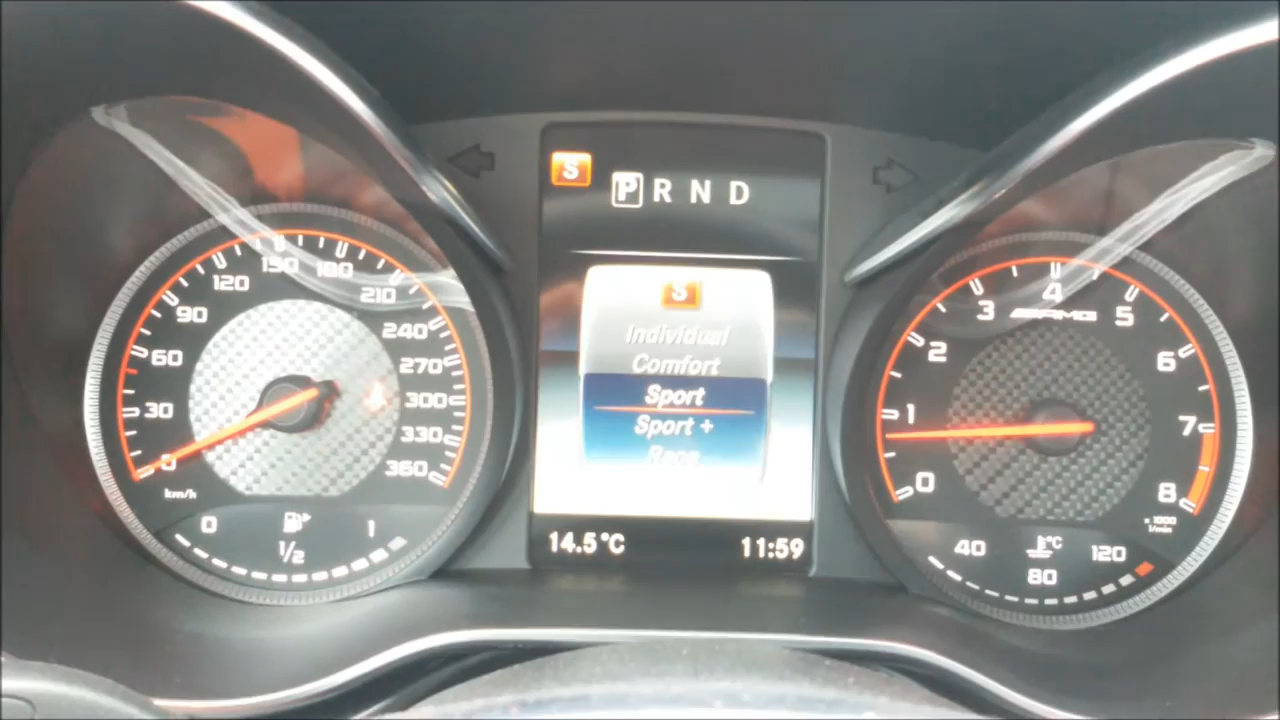 S
P R N D
S
Individual
Comfort
Sport
Sport +
Race
14.5°C 11:59
0
30
60
90
120
150
180
210
240
270
300
330
360
km/h
0 1/2 1
0
1
2
3
4
5
6
7
8
AMG
x 1000
1/min
40 80 120
°C